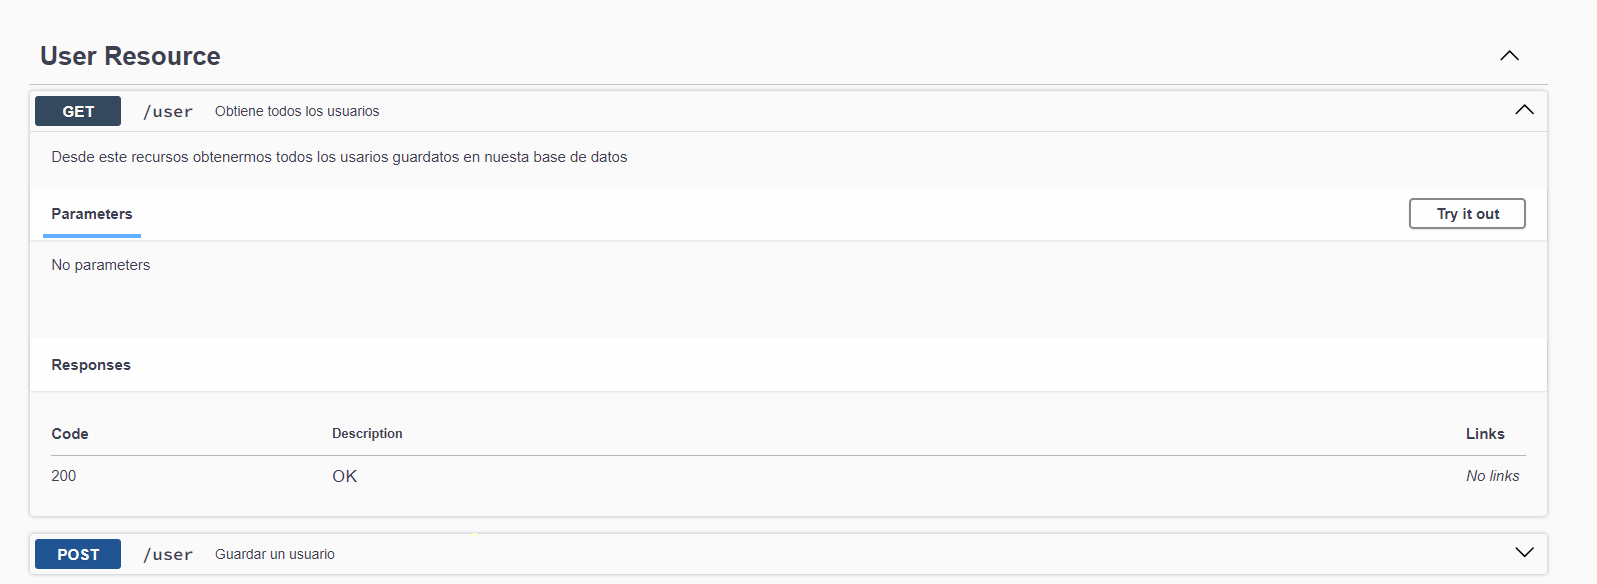 User Resource
GET /user Obtiene todos los usuarios
Desde este recursos obtenermos todos los usarios guardatos en nuesta base de datos
Parameters Try it out
No parameters
Responses
Code Description Links
200 OK No links
POST /user Guardar un usuario